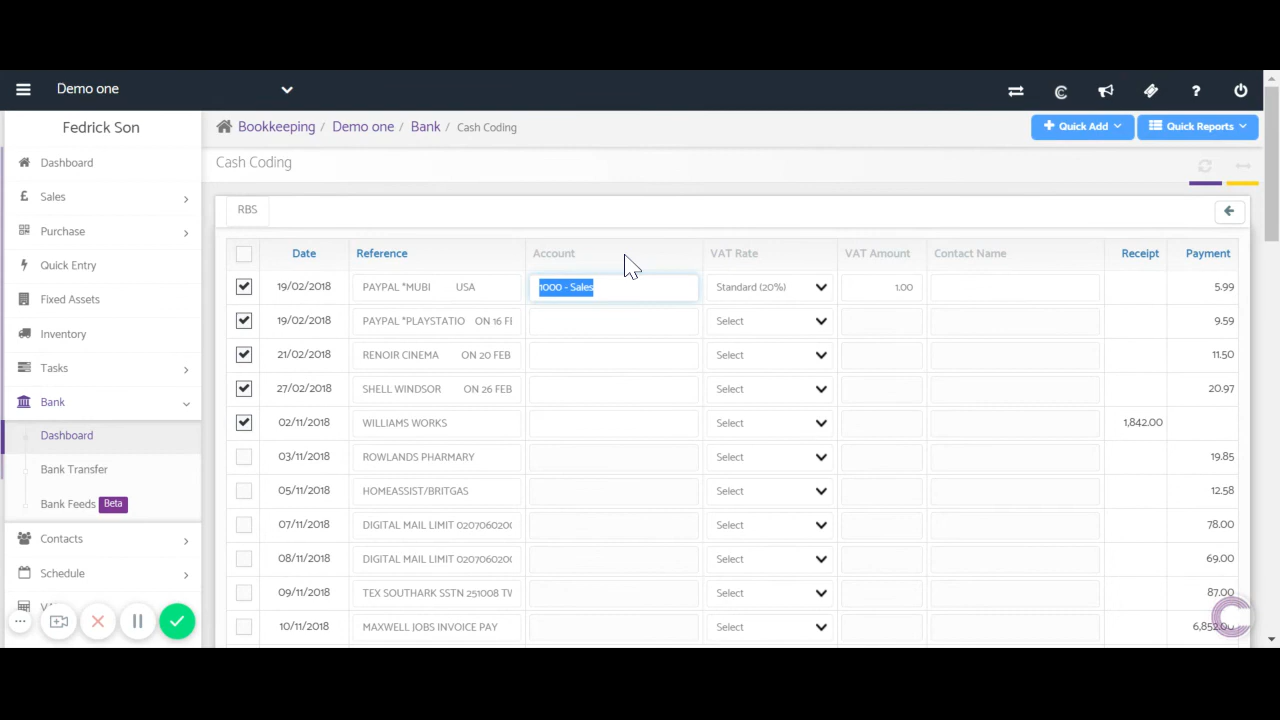 Demo one
?
Fedrick Son
Bookkeeping / Demo one / Bank / Cash Coding
Quick Add
Quick Reports
Dashboard
Cash Coding
£ Sales
RBS
Purchase
Date Reference Account VAT Rate VAT Amount Contact Name Receipt Payment
Quick Entry
19/02/2018 PAYPAL *MUBI USA 1000 - Sales Standard (20%) 1.00 5.99
Fixed Assets
19/02/2018 PAYPAL *PLAYSTATIO ON 16 FE Select 9.59
Inventory
21/02/2018 RENOIR CINEMA ON 20 FEB Select 11.50
Tasks
27/02/2018 SHELL WINDSOR ON 26 FEB Select 20.97
Bank
02/11/2018 WILLIAMS WORKS Select 1,842.00
Dashboard
03/11/2018 ROWLANDS PHARMARY Select 19.85
Bank Transfer
05/11/2018 HOMEASSIST/BRITGAS Select 12.58
Bank Feeds Beta
07/11/2018 DIGITAL MAIL LIMIT 020706020 Select 78.00
Contacts
08/11/2018 DIGITAL MAIL LIMIT 020706020 Select 69.00
Schedule
09/11/2018 TEX SOUTHARK SSTN 251008 TW Select 87.00
10/11/2018 MAXWELL JOBS INVOICE PAY Select 6,852.00